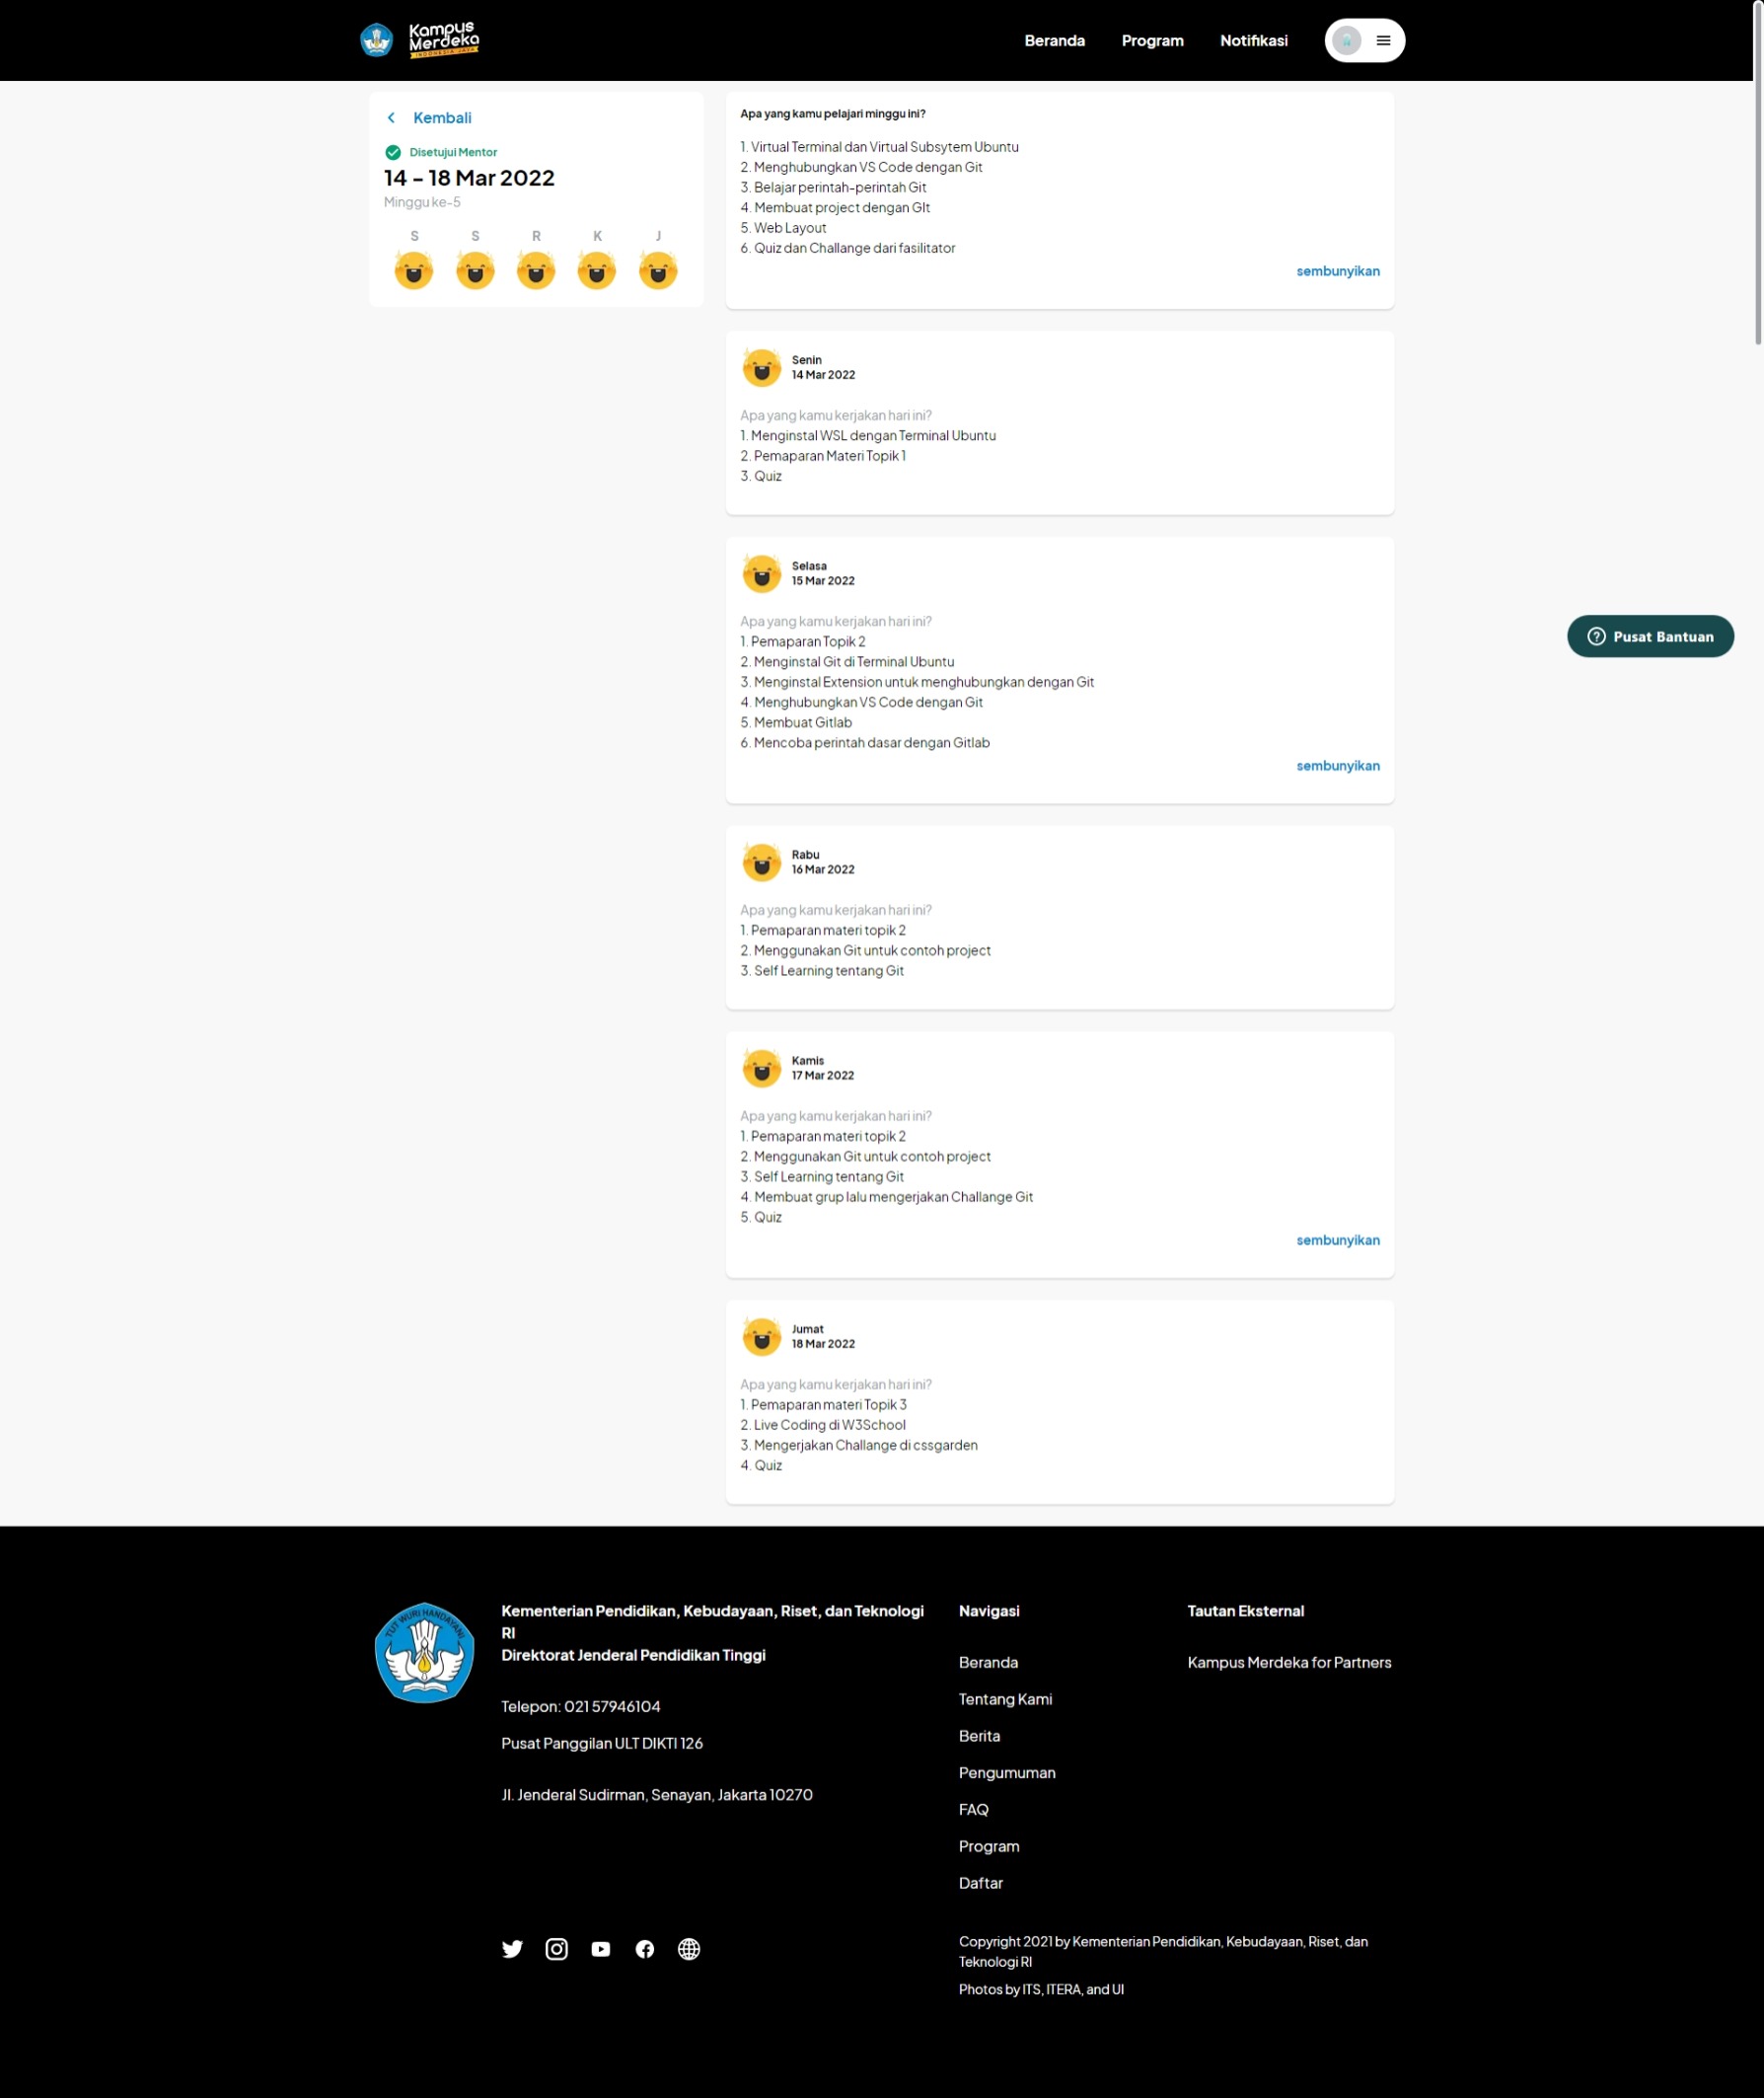 Kampus
Merdeka
INDONESIA JAYA
Beranda
Program
Notifikasi
Kembali
Disetujui Mentor
14 - 18 Mar 2022
Minggu ke-5
S S R K J
Apa yang kamu pelajari minggu ini?
1. Virtual Terminal dan Virtual Subsytem Ubuntu
2. Menghubungkan VS Code dengan Git
3. Belajar perintah-perintah Git
4. Membuat project dengan GIt
5. Web Layout
6. Quiz dan Challange dari fasilitator
sembunyikan
Senin
14 Mar 2022
Apa yang kamu kerjakan hari ini?
1. Menginstal WSL dengan Terminal Ubuntu
2. Pemaparan Materi Topik 1
3. Quiz
Selasa
15 Mar 2022
Apa yang kamu kerjakan hari ini?
1. Pemaparan Topik 2
2. Menginstal Git di Terminal Ubuntu
3. Menginstal Extension untuk menghubungkan dengan Git
4. Menghubungkan VS Code dengan Git
5. Membuat Gitlab
6. Mencoba perintah dasar dengan Gitlab
sembunyikan
Pusat Bantuan
Rabu
16 Mar 2022
Apa yang kamu kerjakan hari ini?
1. Pemaparan materi topik 2
2. Menggunakan Git untuk contoh project
3. Self Learning tentang Git
Kamis
17 Mar 2022
Apa yang kamu kerjakan hari ini?
1. Pemaparan materi topik 2
2. Menggunakan Git untuk contoh project
3. Self Learning tentang Git
4. Membuat grup lalu mengerjakan Challange Git
5. Quiz
sembunyikan
Jumat
18 Mar 2022
Apa yang kamu kerjakan hari ini?
1. Pemaparan materi Topik 3
2. Live Coding di W3School
3. Mengerjakan Challange di cssgarden
4. Quiz
TUT WURI HANDAYANI
Kementerian Pendidikan, Kebudayaan, Riset, dan Teknologi
RI
Direktorat Jenderal Pendidikan Tinggi
Telepon: 021 57946104
Pusat Panggilan ULT DIKTI 126
Jl. Jenderal Sudirman, Senayan, Jakarta 10270
Navigasi
Beranda
Tentang Kami
Berita
Pengumuman
FAQ
Program
Daftar
Tautan Eksternal
Kampus Merdeka for Partners
Copyright 2021 by Kementerian Pendidikan, Kebudayaan, Riset, dan
Teknologi RI
Photos by ITS, ITERA, and UI